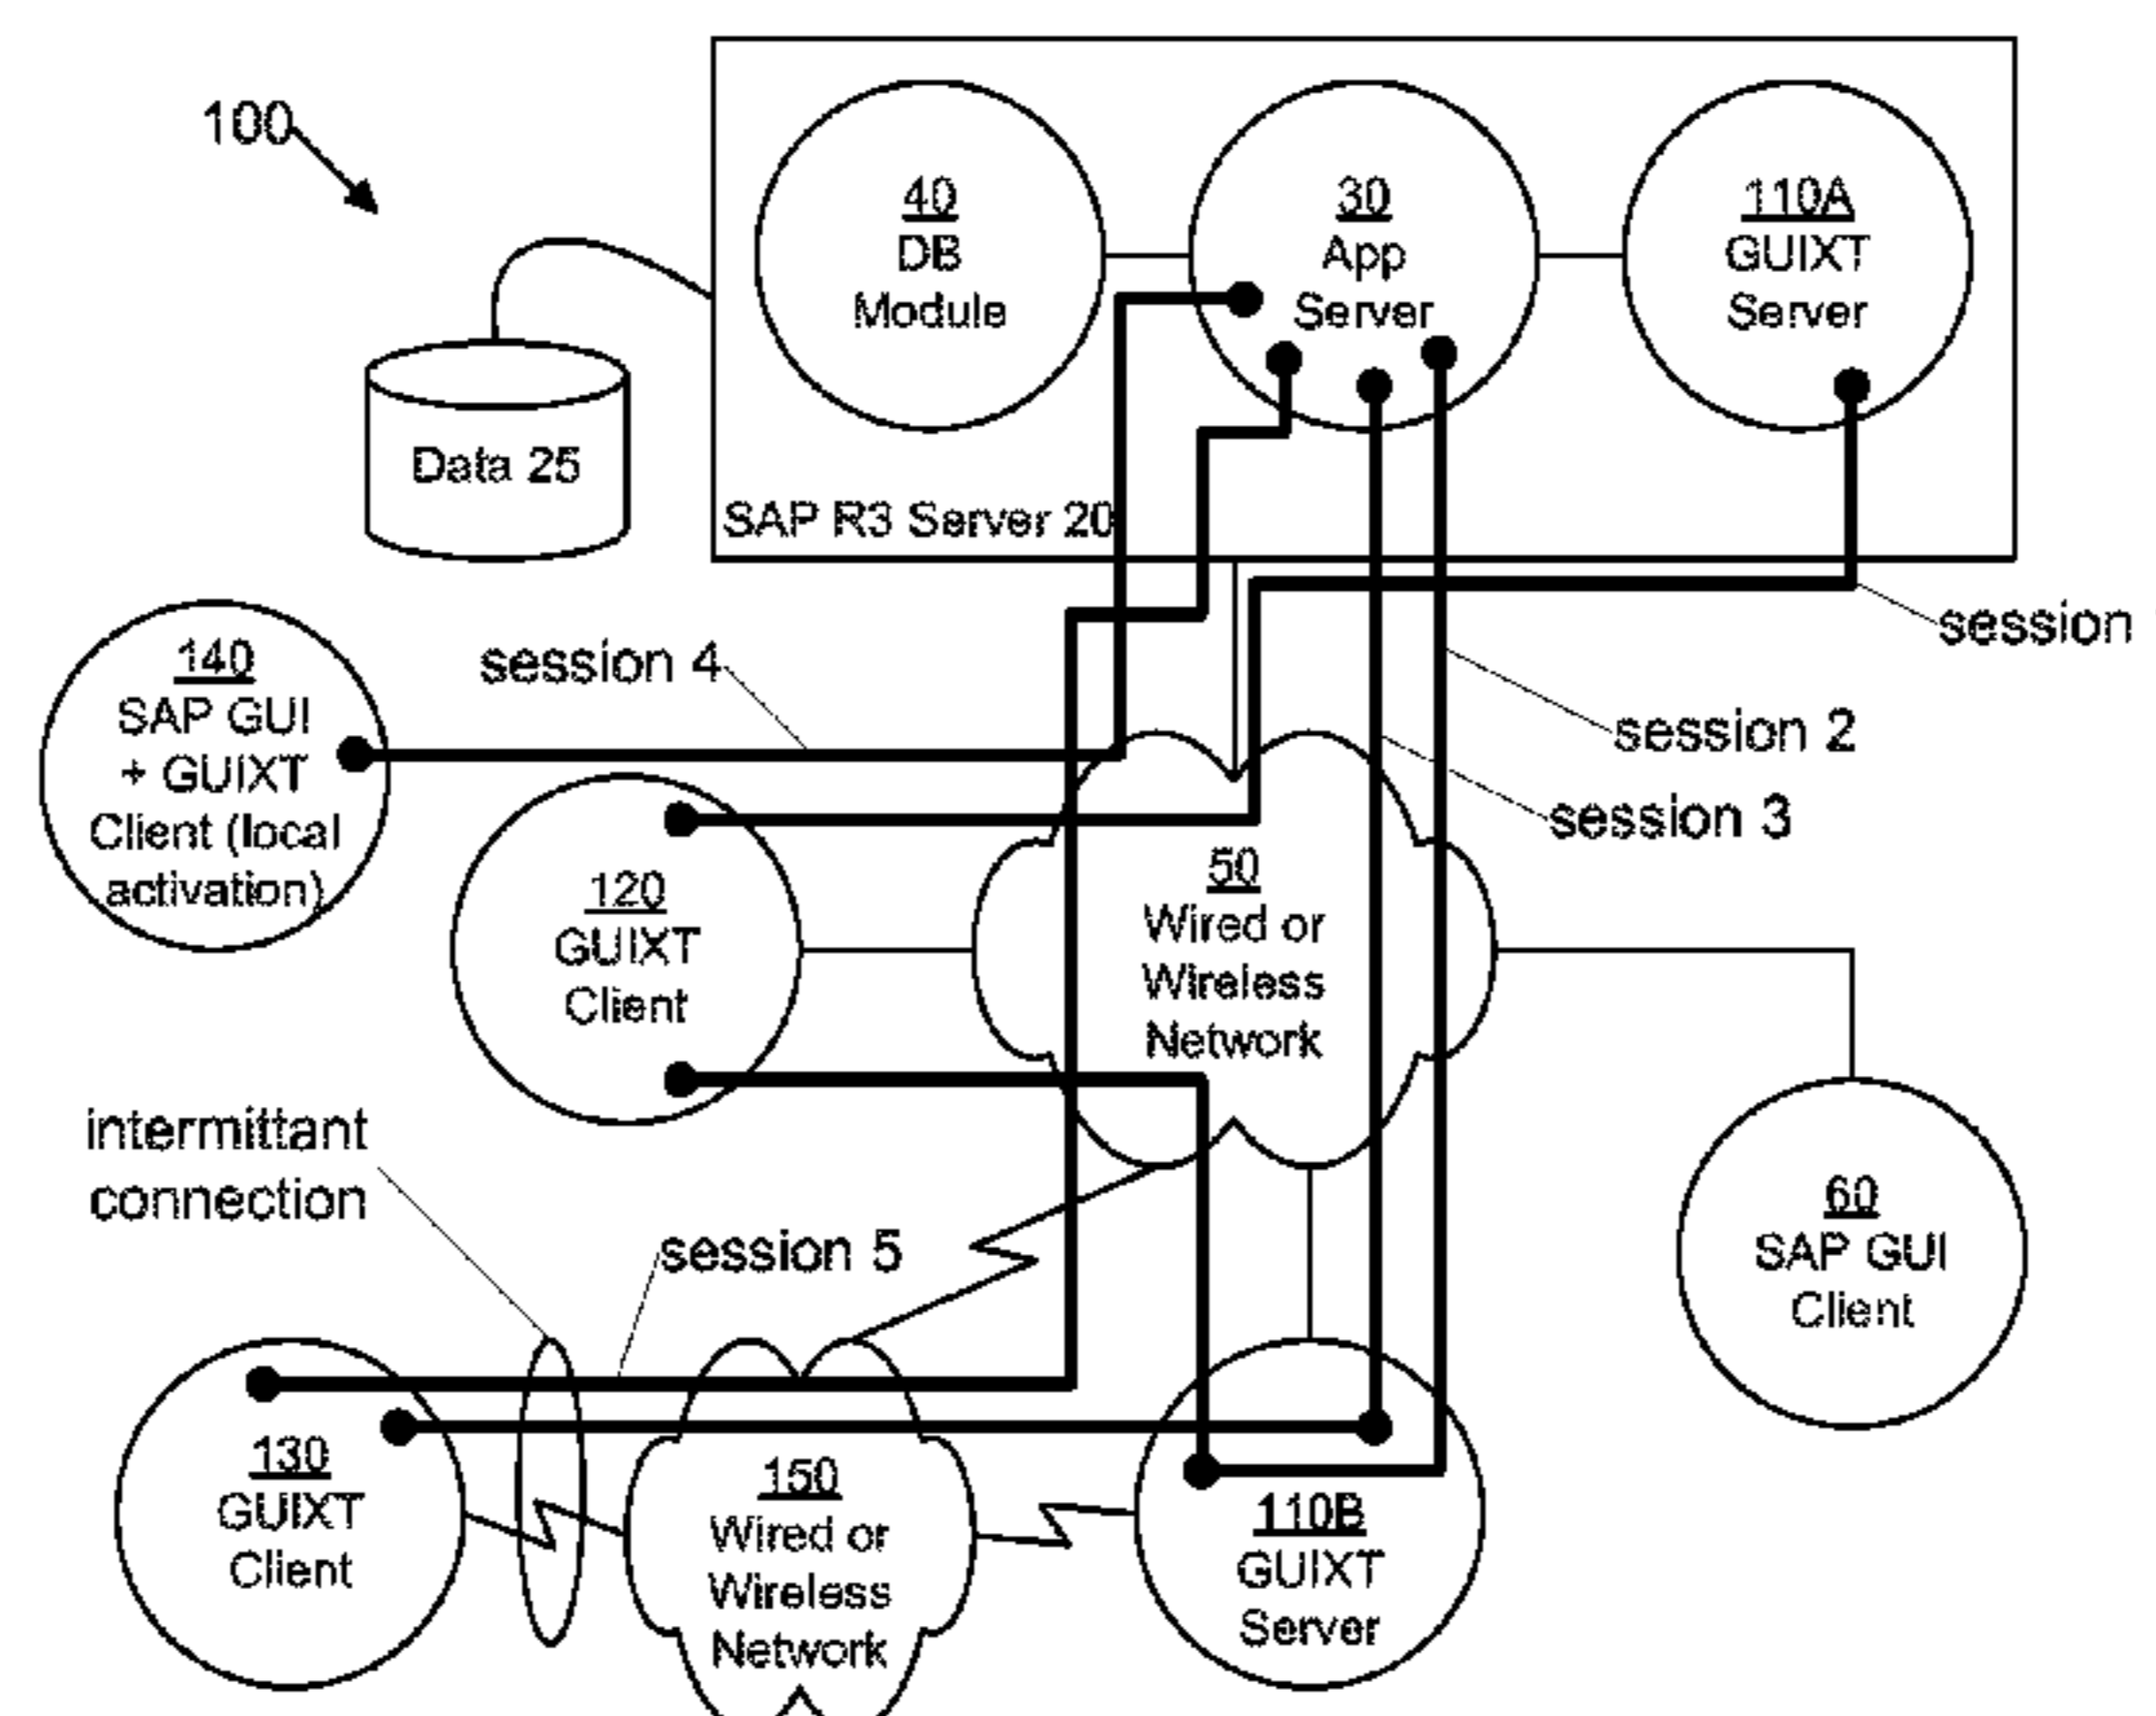 100
40
DB
Module
30
App
Server
110A
GUIXT
Server
Data 25
SAP R3 Server 20
session
140
SAP GUI
+ GUIXT
Client (local
activation)
session 4
session 2
session 3
120
GUIXT
Client
50
Wired or
Wireless
Network
intermittant
connection
session 5
60
SAP GUI
Client
130
GUIXT
Client
150
Wired or
Wireless
Network
110B
GUIXT
Server